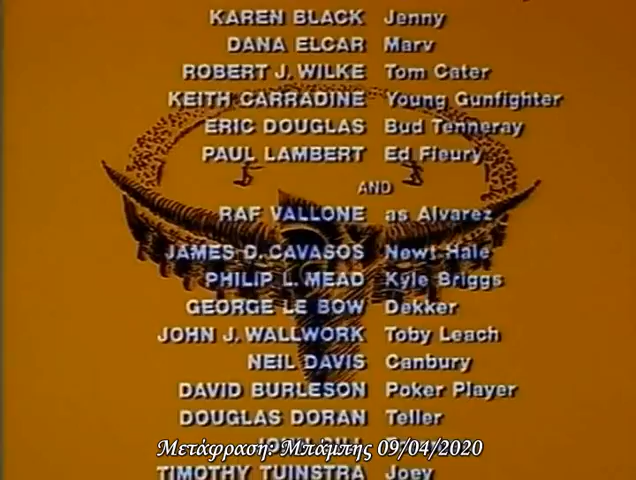 KAREN BLACK Jenny
DANA ELCAR Marv
ROBERT J. WILKE Tom Cater
KEITH CARRADINE Young Gunfighter
ERIC DOUGLAS Bud Tenneray
PAUL LAMBERT Ed Fleury
AND
RAF VALLONE as Alvarez
JAMES D. CAVASOS Newt Hale
PHILIP L. MEAD Kyle Briggs
GEORGE LE BOW Dekker
JOHN J. WALLWORK Toby Leach
NEIL DAVIS Canbury
DAVID BURLESON Poker Player
DOUGLAS DORAN Teller
Μετάφραση: Μπάμπης 09/04/2020
TIMOTHY TUINSTRA Joey